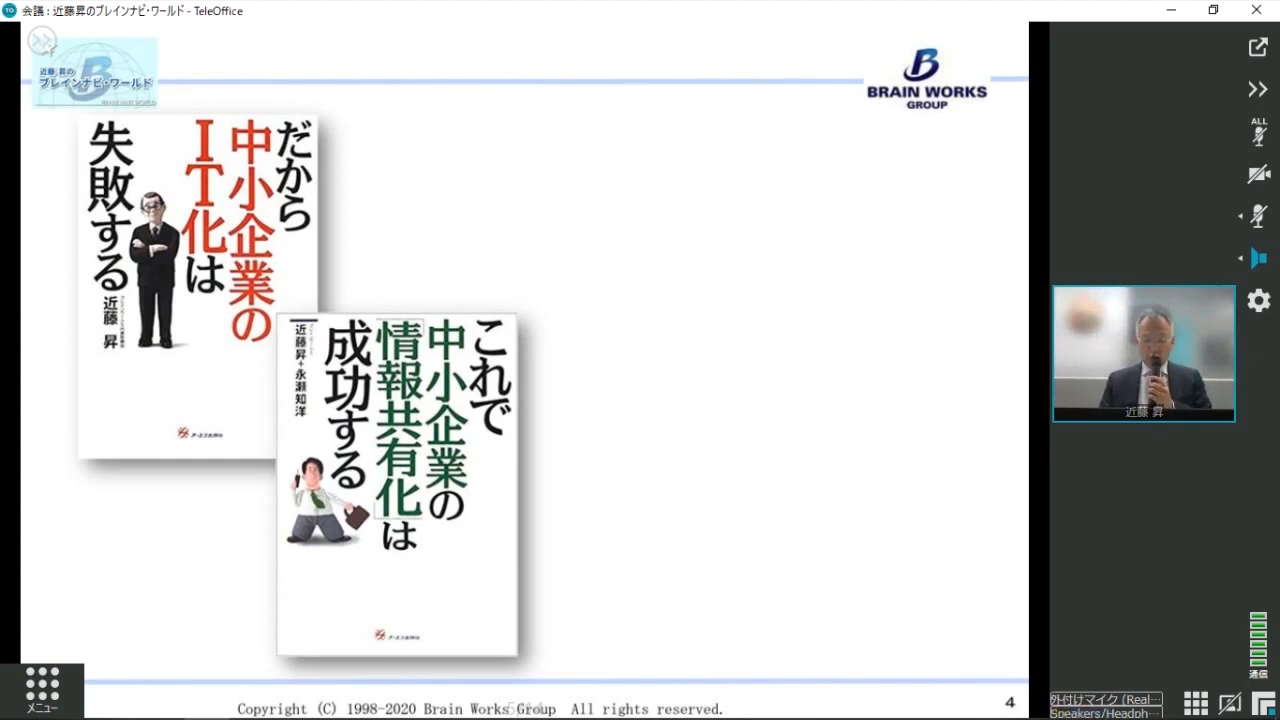 会議 : 近藤昇のブレインナビ・ワールド - TeleOffice
近藤 昇の
ブレインナビ・ワールド
BRAIN WORKS
GROUP
だから
中小企業の
IT化は
失敗する
近藤 昇
これで
中小企業の
「情報共有化」は
成功する
近藤昇+永瀬知洋
ALL
近藤 昇
通信
メニュー
Copyright (C) 1998-2020 Brain Works Group All rights reserved.
4
外付けマイク (Real…
Speakers/Headph…